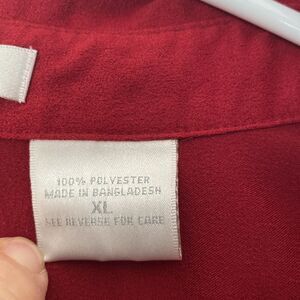 100% POLYESTER
MADE IN BANGLADESH
XL
SEE REVERSE FOR CARE